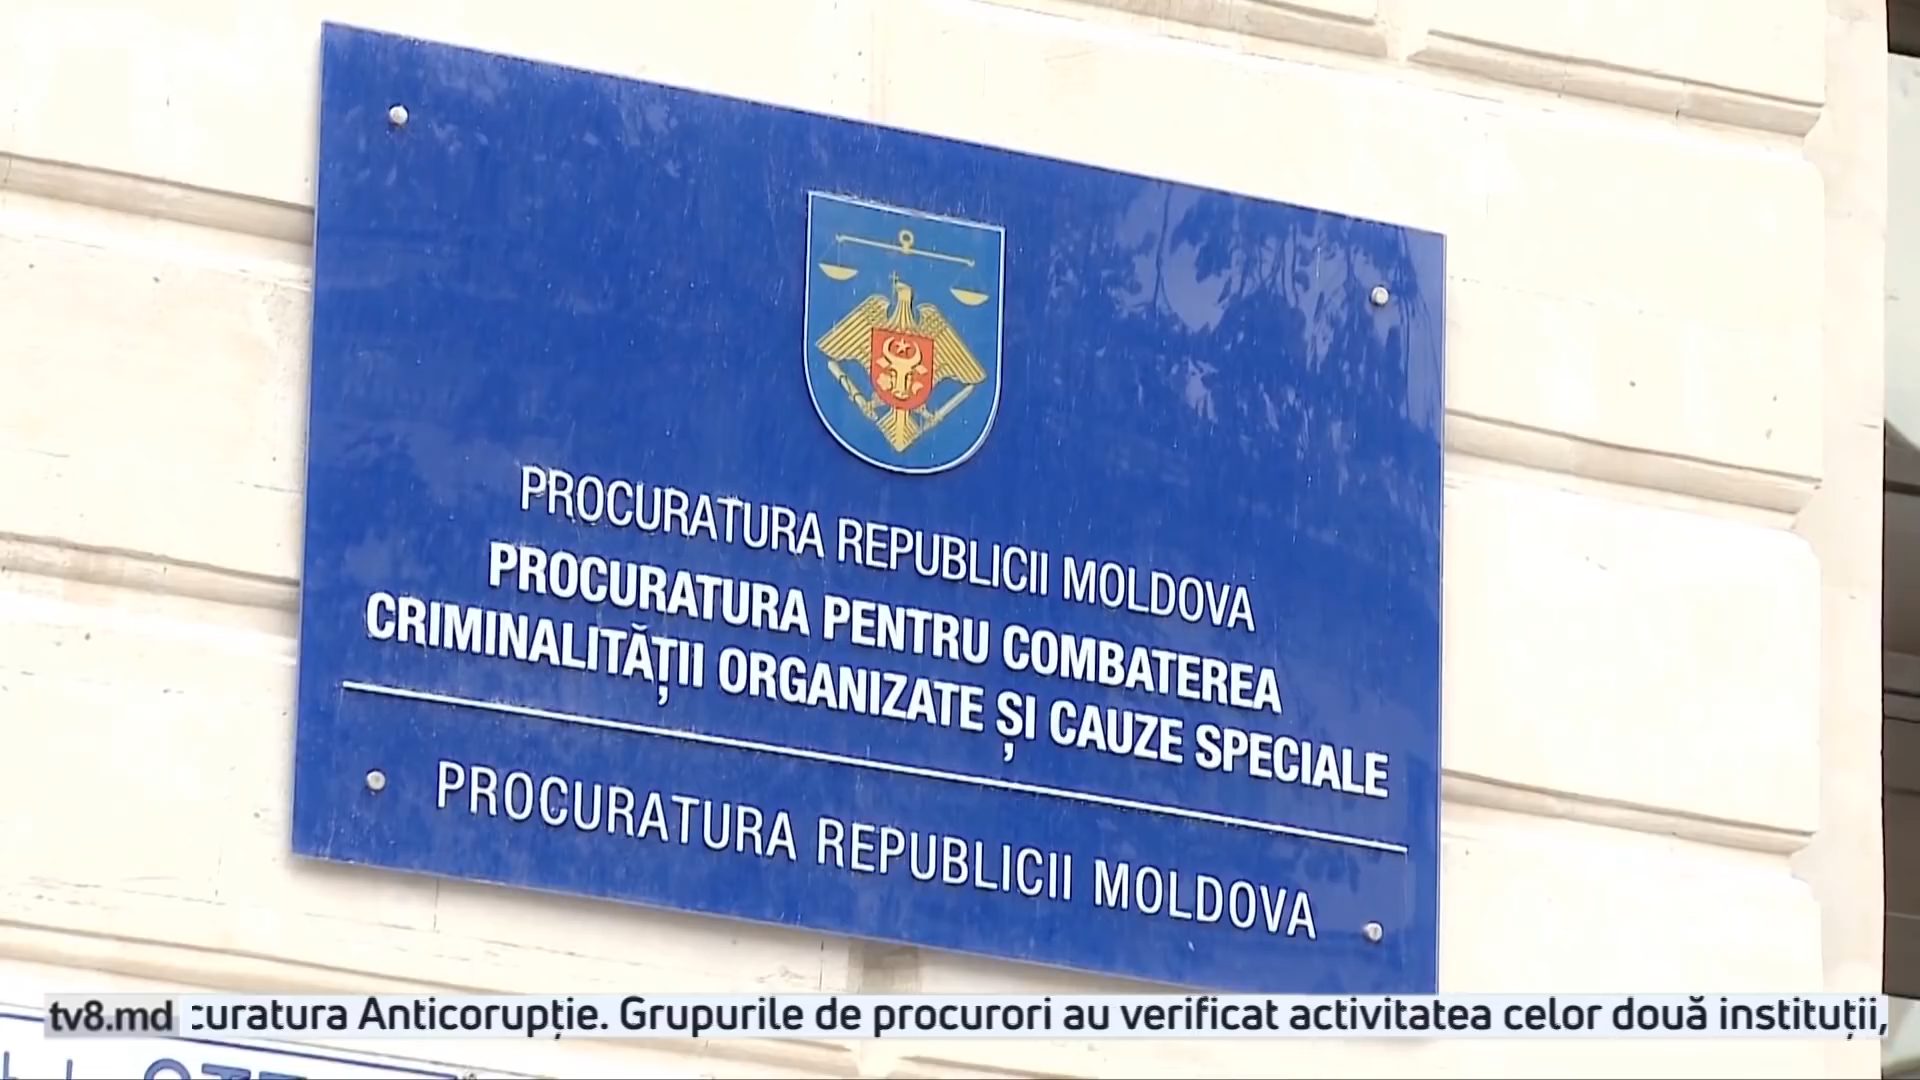 PROCURATURA REPUBLICII MOLDOVA
PROCURATURA PENTRU COMBATEREA
CRIMINALITĂȚII ORGANIZATE ȘI CAUZE SPECIALE
PROCURATURA REPUBLICII MOLDOVA
tv8.md curatura Anticorupție. Grupurile de procurori au verificat activitatea celor două instituții,